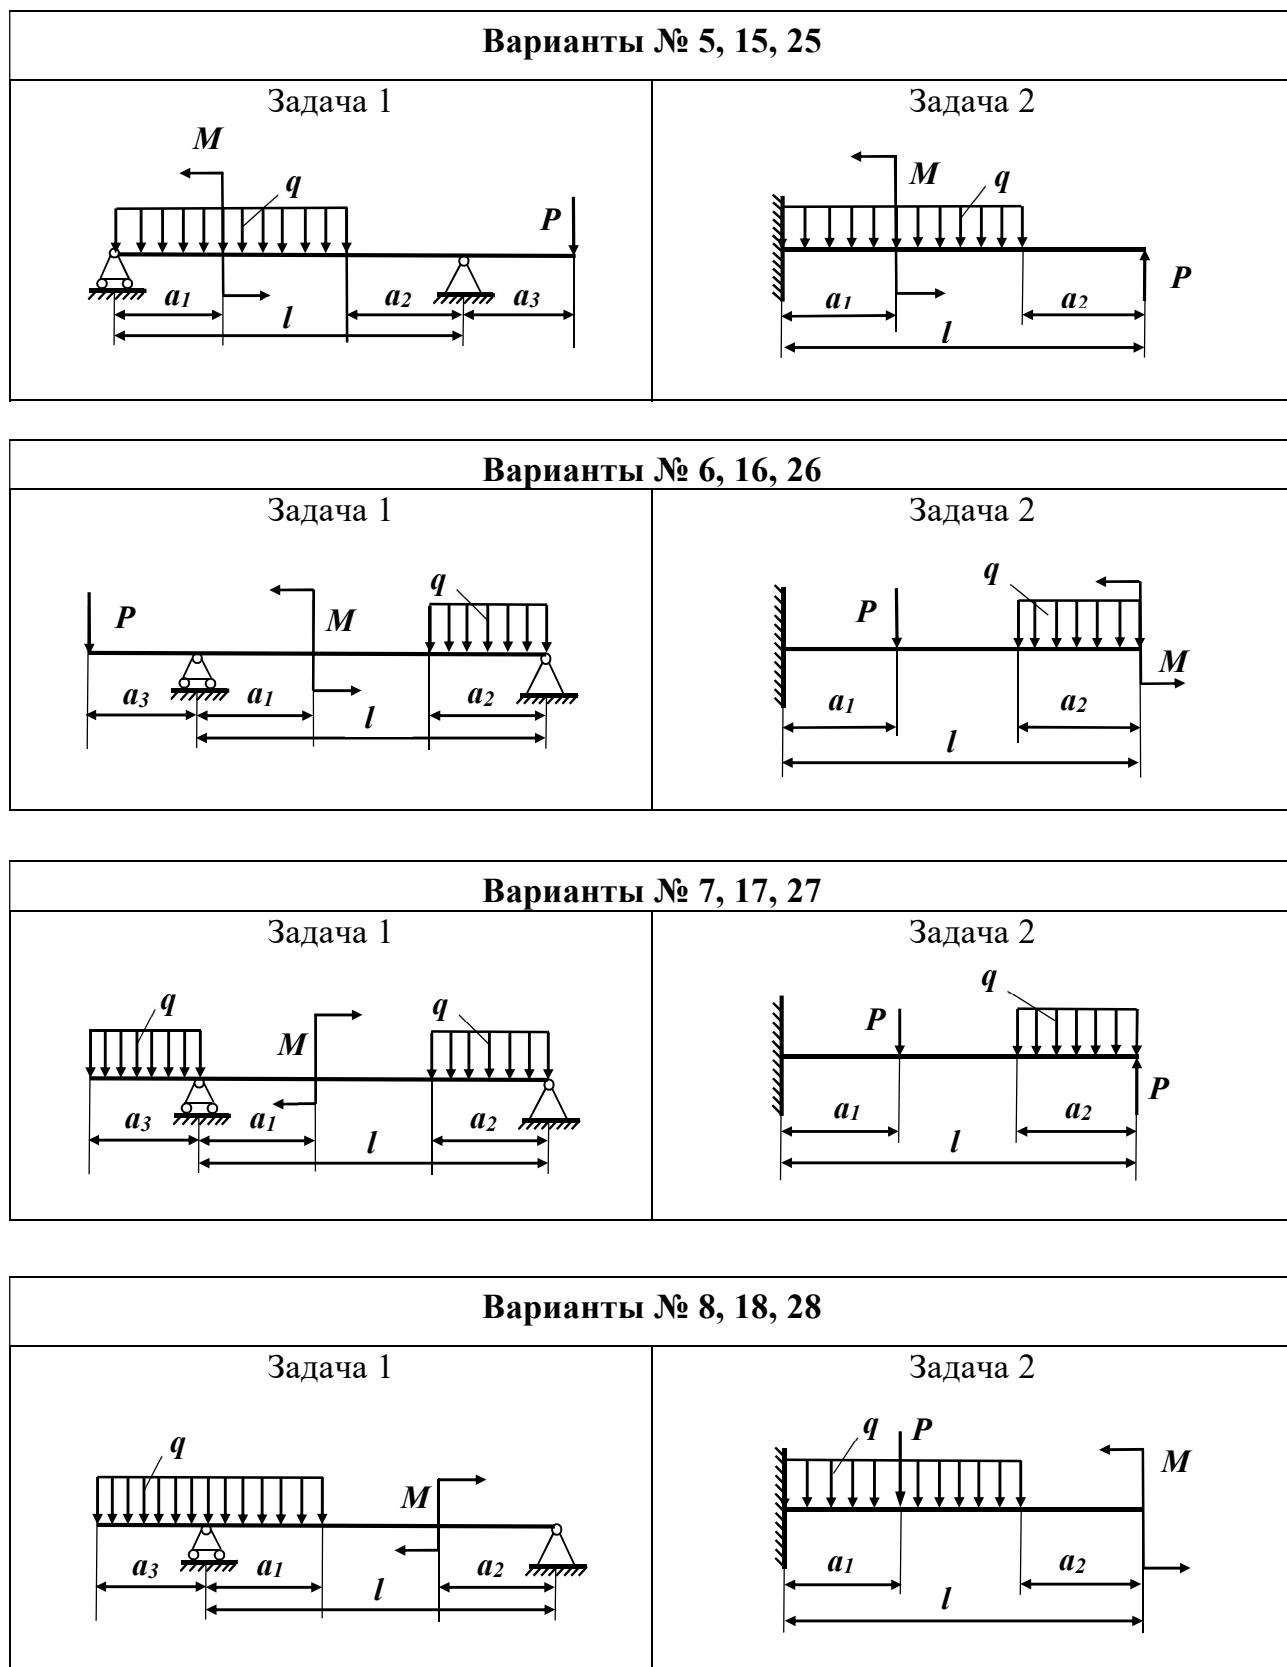 Варианты № 5, 15, 25
Задача 1
M
q
P
a1
a2
a3
l
Задача 2
M
q
P
a1
a2
l
Варианты № 6, 16, 26
Задача 1
P
M
q
a3
a1
a2
l
Задача 2
q
P
M
a1
a2
l
Варианты № 7, 17, 27
Задача 1
q
q
M
a3
a1
a2
l
Задача 2
q
P
P
a1
a2
l
Варианты № 8, 18, 28
Задача 1
q
M
a3
a1
a2
l
Задача 2
q P
M
a1
a2
l